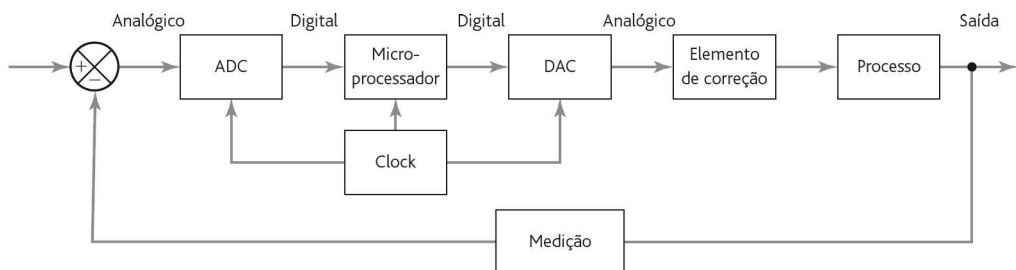 Analógico
Digital
Digital
Analógico
Saída
+
−
ADC
Micro-
processador
DAC
Elemento
de correção
Processo
Clock
Medição